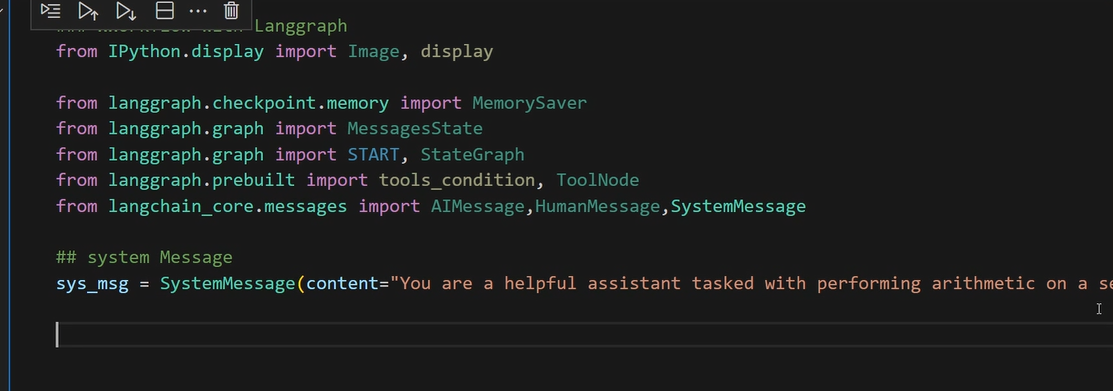 Langgraph
from IPython.display import Image, display
from langgraph.checkpoint.memory import MemorySaver
from langgraph.graph import MessagesState
from langgraph.graph import START, StateGraph
from langgraph.prebuilt import tools_condition, ToolNode
from langchain_core.messages import AIMessage,HumanMessage,SystemMessage
## system Message
sys_msg = SystemMessage(content="You are a helpful assistant tasked with performing arithmetic on a